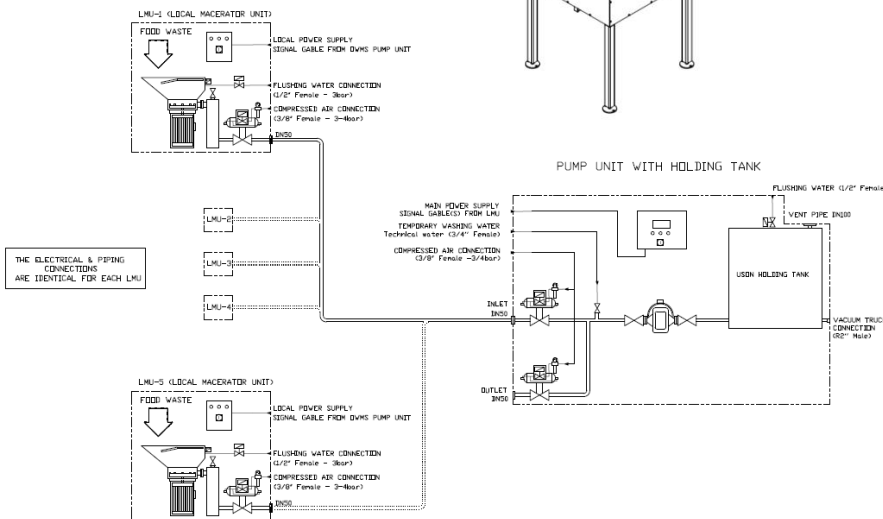 LMU-1 (LOCAL MACERATOR UNIT)
FOOD WASTE
LOCAL POWER SUPPLY
SIGNAL GABLE FROM OWMS PUMP UNIT
FLUSHING WATER CONNECTION
(1/2" Female - 3bar)
COMPRESSED AIR CONNECTION
(3/8" Female - 3-4bar)
DN50
LMU-2
LMU-3
LMU-4
THE ELECTRICAL & PIPING
CONNECTIONS
ARE IDENTICAL FOR EACH LMU
LMU-5 (LOCAL MACERATOR UNIT)
FOOD WASTE
LOCAL POWER SUPPLY
SIGNAL GABLE FROM OWMS PUMP UNIT
FLUSHING WATER CONNECTION
(1/2" Female - 3bar)
COMPRESSED AIR CONNECTION
(3/8" Female - 3-4bar)
DN50
PUMP UNIT WITH HOLDING TANK
FLUSHING WATER (1/2" Female
MAIN POWER SUPPLY
SIGNAL GABLE(S) FROM LMU
TEMPORARY WASHING WATER
Technical water (3/4" Female)
COMPRESSED AIR CONNECTION
(3/8" Female -3/4bar)
VENT PIPE DN100
USON HOLDING TANK
INLET
DN50
OUTLET
DN50
VACUUM TRUC
CONNECTION
(R2" Male)